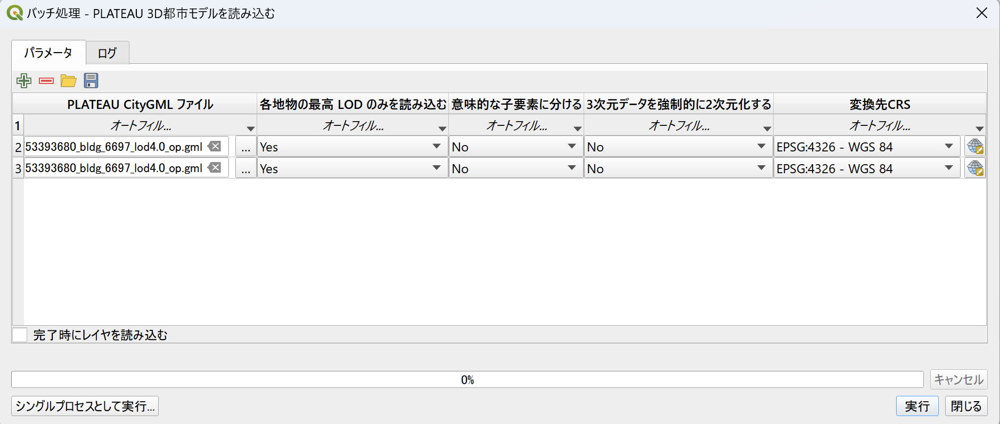 バッチ処理 - PLATEAU 3D都市モデルを読み込む
パラメータ ログ
PLATEAU CityGML ファイル 各地物の最高 LOD のみを読み込む 意味的な子要素に分ける 3次元データを強制的に2次元化する 変換先CRS
1 オートフィル... オートフィル... オートフィル... オートフィル... オートフィル...
2 53393680_bldg_6697_lod4.0_op.gml ... Yes No No EPSG:4326 - WGS 84
3 53393680_bldg_6697_lod4.0_op.gml ... Yes No No EPSG:4326 - WGS 84
完了時にレイヤを読み込む
0% キャンセル
シングルプロセスとして実行... 実行 閉じる